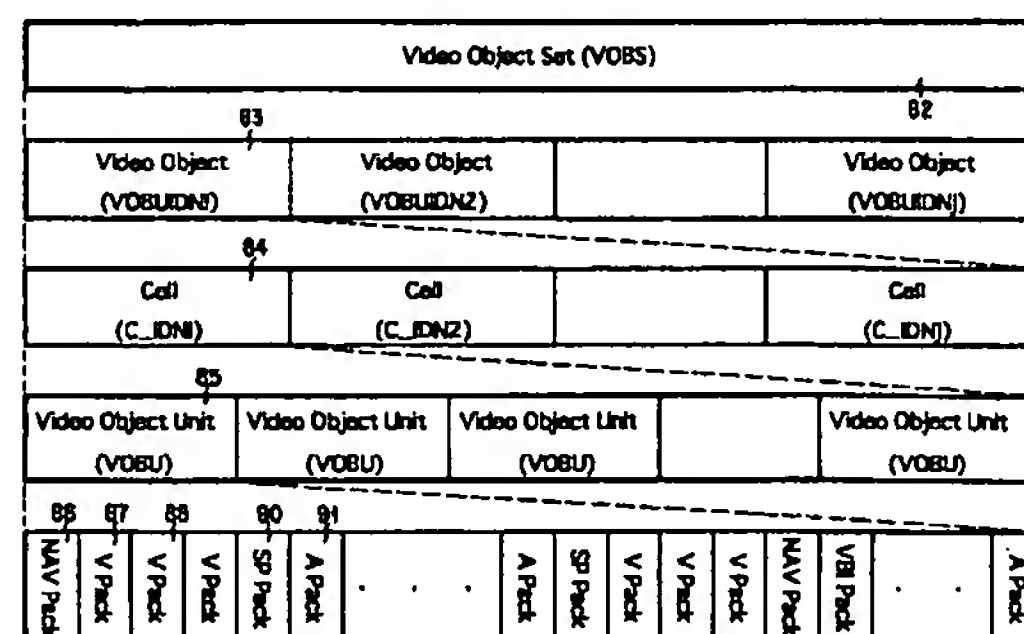 Video Object Set (VOBS)
82
83
Video Object Video Object Video Object
(VOBUIDN1) (VOBUIDN2) (VOBUIDNj)
84
Cell Cell Cell
(C_IDN1) (C_IDN2) (C_IDNj)
85
Video Object Unit Video Object Unit Video Object Unit Video Object Unit
(VOBU) (VOBU) (VOBU) (VOBU)
86 87 88 90 91
NAV Pack
V Pack
V Pack
V Pack
SP Pack
A Pack
. . .
A Pack
SP Pack
V Pack
V Pack
V Pack
NAV Pack
VBI Pack
. .
A Pack